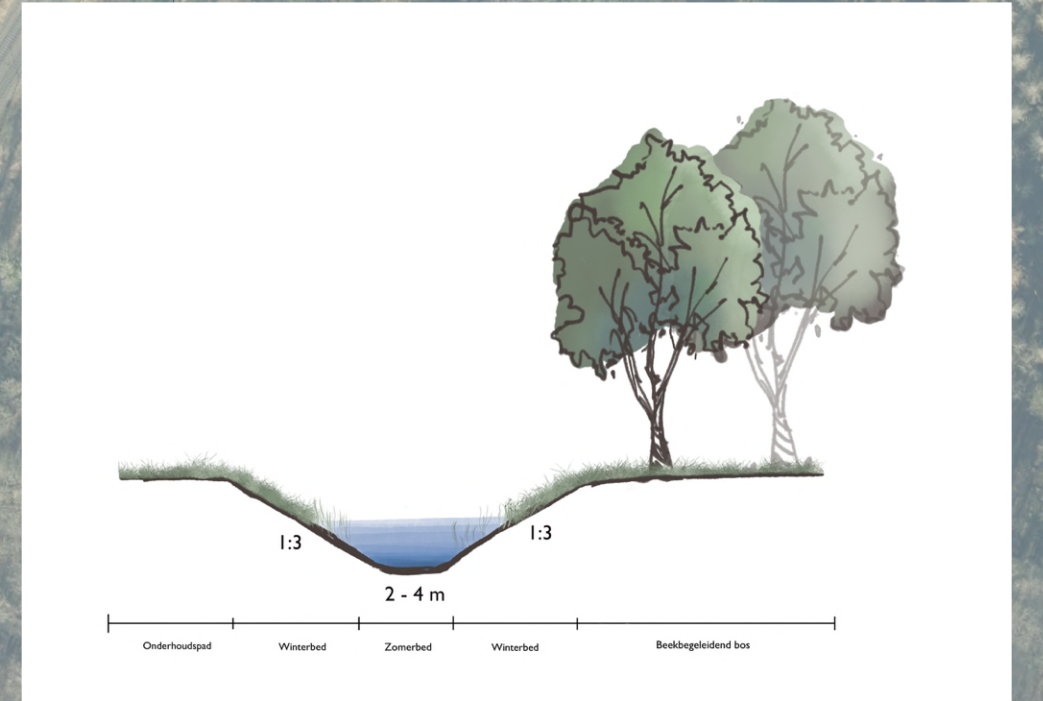 1:3
1:3
2 - 4 m
Onderhoudspad
Winterbed
Zomerbed
Winterbed
Beekbegeleidend bos